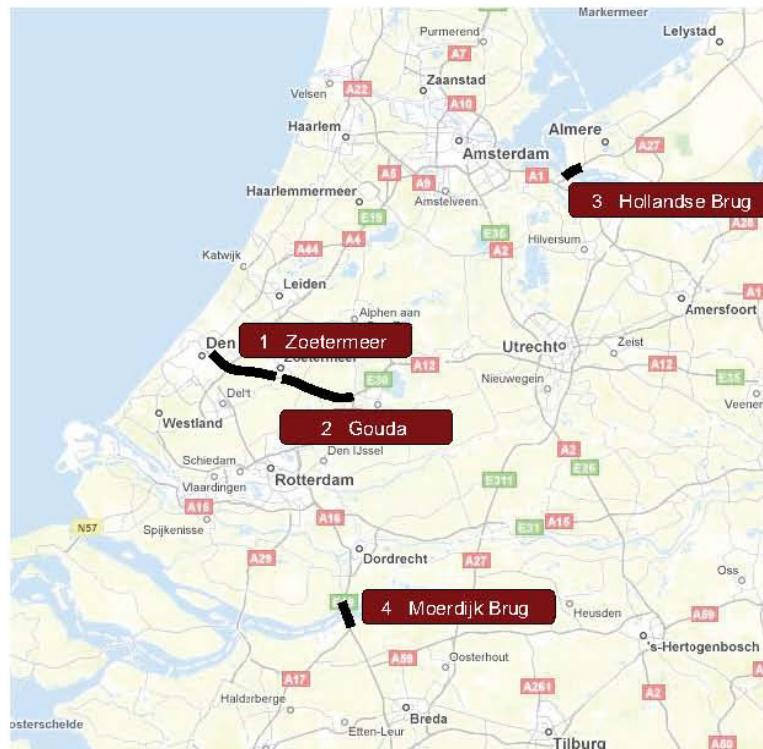 Markermeer
Purmerend
Lelystad
A7
Velsen
A22
Zaanstad
A10
Haarlem
Almere
Amsterdam
A27
A5
A9
A1
Haarlemmermeer
Amstelveen
3 Hollandse Brug
E19
E35
A28
A4
A44
A2
Hilversum
Katwijk
Leiden
A1
Amersfoort
Alphen aan
1 Zoetermeer
Den
Zoetermeer
Utrecht
Zeist
A12
A12
E30
E35
Delft
Nieuwegein
Veenen
Westland
2 Gouda
Den IJssel
A2
Schiedam
Rotterdam
E25
Vlaardingen
E311
A15
A16
N57
Spijkenisse
E31
A15
A29
Dordrecht
A27
Oss
4 Moerdijk Brug
Heusden
A59
's-Hertogenbosch
A59
Oosterhout
A17
A261
A2
Halderberge
Breda
osterschelde
Etten-Leur
Tilburg
A50